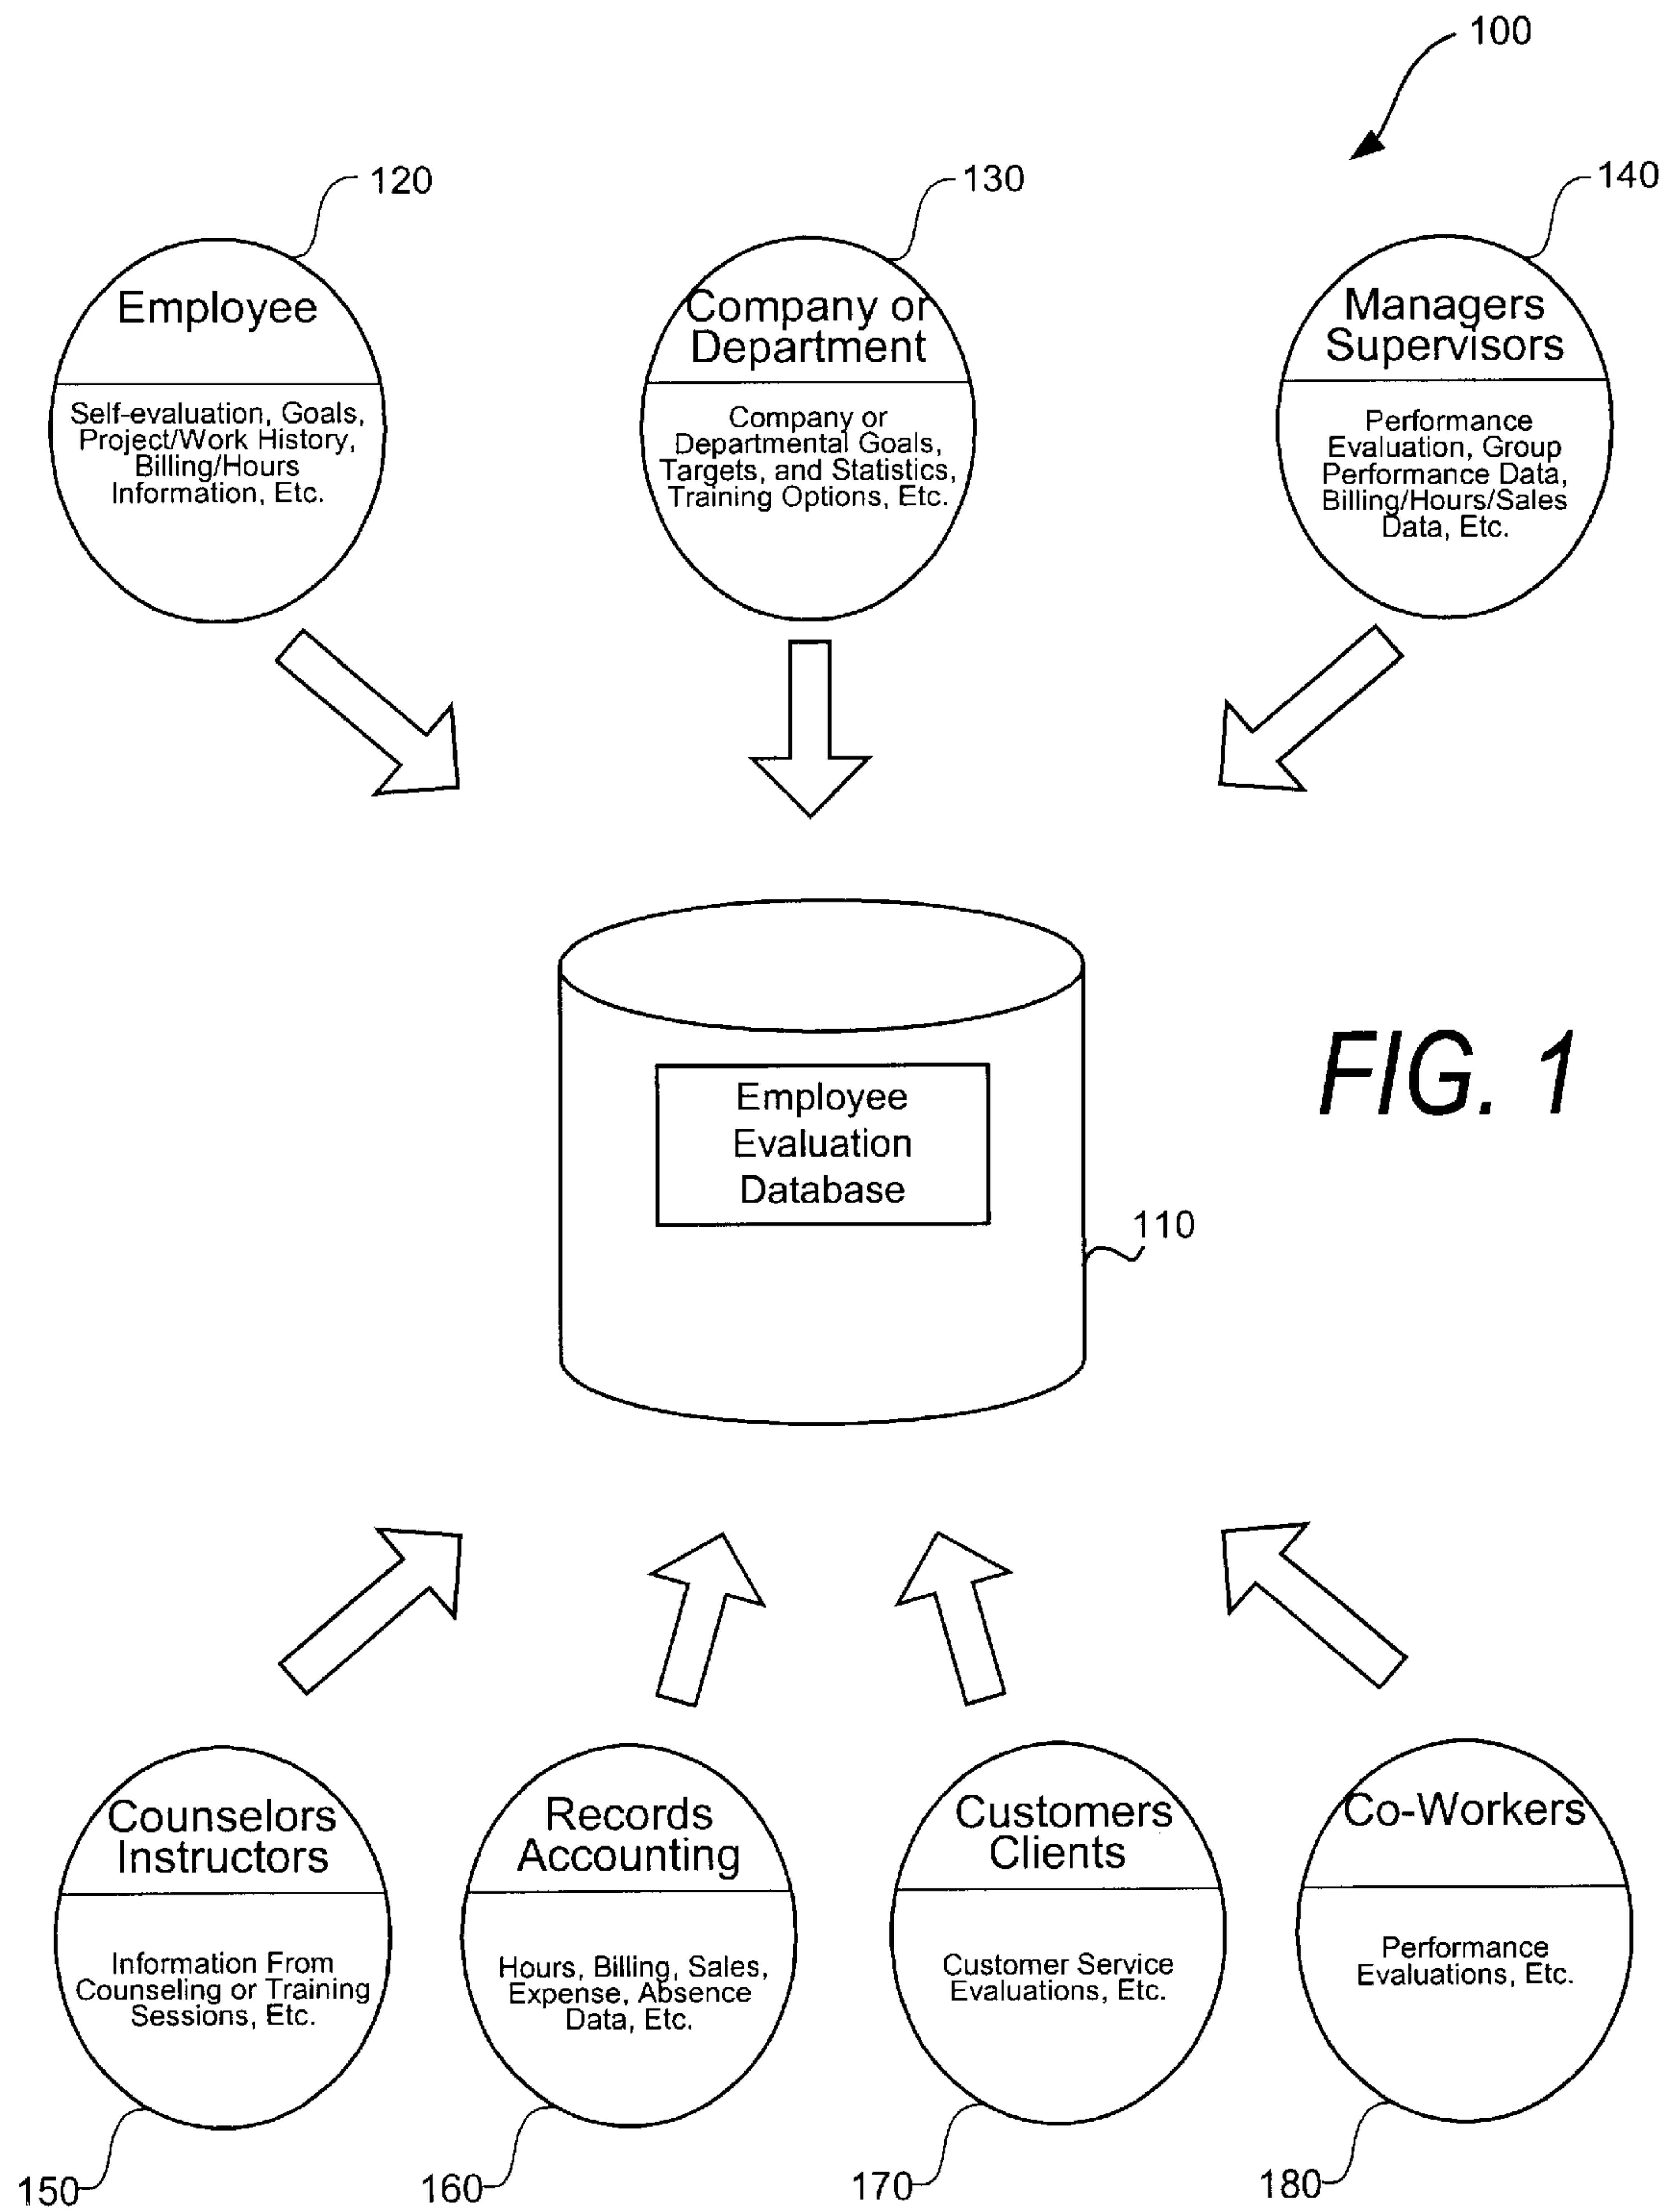 100
120
130
140
Employee
Self-evaluation, Goals,
Project/Work History,
Billing/Hours
Information, Etc.
Company or
Department
Company or
Departmental Goals,
Targets, and Statistics,
Training Options, Etc.
Managers
Supervisors
Performance
Evaluation, Group
Performance Data,
Billing/Hours/Sales
Data, Etc.
Employee
Evaluation
Database
110
FIG. 1
Counselors
Instructors
Information From
Counseling or Training
Sessions, Etc.
Records
Accounting
Hours, Billing, Sales,
Expense, Absence
Data, Etc.
Customers
Clients
Customer Service
Evaluations, Etc.
Co-Workers
Performance
Evaluations, Etc.
150
160
170
180